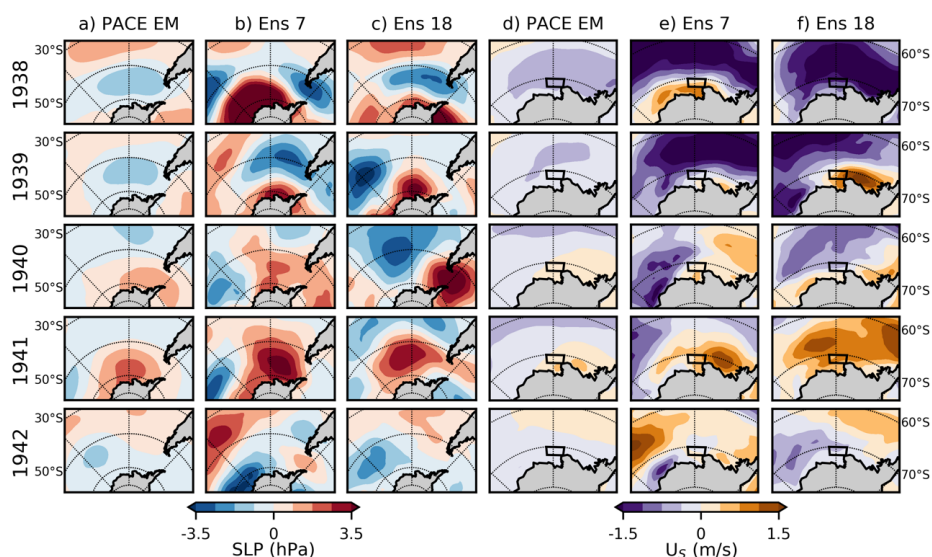 a) PACE EM b) Ens 7 c) Ens 18 d) PACE EM e) Ens 7 f) Ens 18
1938 30°S 50°S 60°S 70°S
1939 30°S 50°S 60°S 70°S
1940 30°S 50°S 60°S 70°S
1941 30°S 50°S 60°S 70°S
1942 30°S 50°S 60°S 70°S
-3.5 0 3.5 -1.5 0 1.5
SLP (hPa) U_S (m/s)